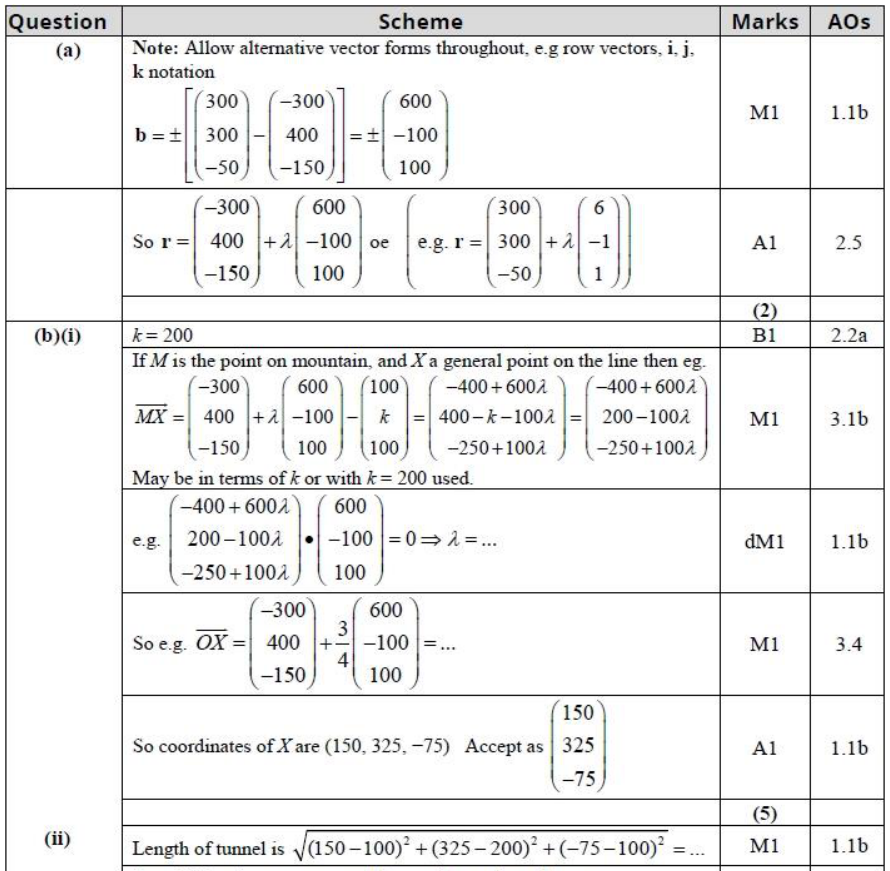 Question Scheme Marks AOs
(a) Note: Allow alternative vector forms throughout, e.g row vectors, i, j,
k notation
b = ± [ (300, 300, −50) − (−300, 400, −150) ] = ± (600, −100, 100) M1 1.1b
So r = (−300, 400, −150) + λ (600, −100, 100) oe ( e.g. r = (300, 300, −50) + λ (6, −1, 1) ) A1 2.5
(2)
(b)(i) k = 200 B1 2.2a
If M is the point on mountain, and X a general point on the line then eg.
MX = (−300, 400, −150) + λ (600, −100, 100) − (100, k, 100) = (−400 + 600λ, 400 − k − 100λ, −250 + 100λ) = (−400 + 600λ, 200 − 100λ, −250 + 100λ) M1 3.1b
May be in terms of k or with k = 200 used.
e.g. (−400 + 600λ, 200 − 100λ, −250 + 100λ) • (600, −100, 100) = 0 ⇒ λ = ... dM1 1.1b
So e.g. OX = (−300, 400, −150) + 3/4 (600, −100, 100) = ... M1 3.4
So coordinates of X are (150, 325, −75) Accept as (150, 325, −75) A1 1.1b
(5)
(ii) Length of tunnel is √((150 − 100)² + (325 − 200)² + (−75 − 100)²) = ... M1 1.1b